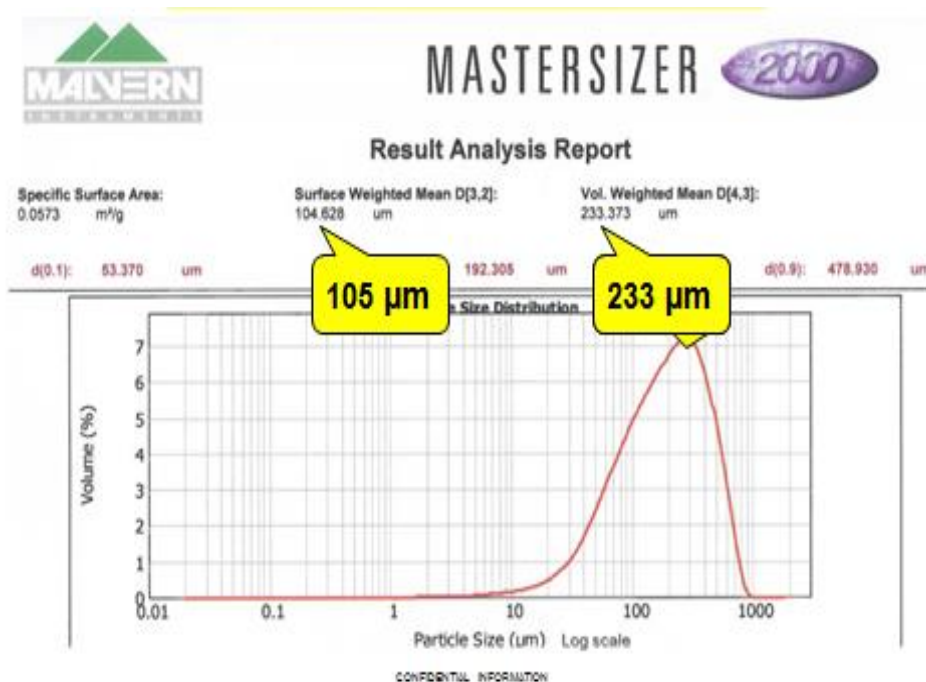 MALVERN
INSTRUMENTS
MASTERSIZER 2000
Result Analysis Report
Specific Surface Area:
0.0573 m²/g
Surface Weighted Mean D[3,2]:
104.628 um
Vol. Weighted Mean D[4,3]:
233.373 um
d(0.1): 53.370 um 192.305 um d(0.9): 478.930 um
105 µm
233 µm
Size Distribution
Volume (%)
7
6
5
4
3
2
1
0
0.01 0.1 1 10 100 1000
Particle Size (µm) Log scale
CONFIDENTIAL INFORMATION